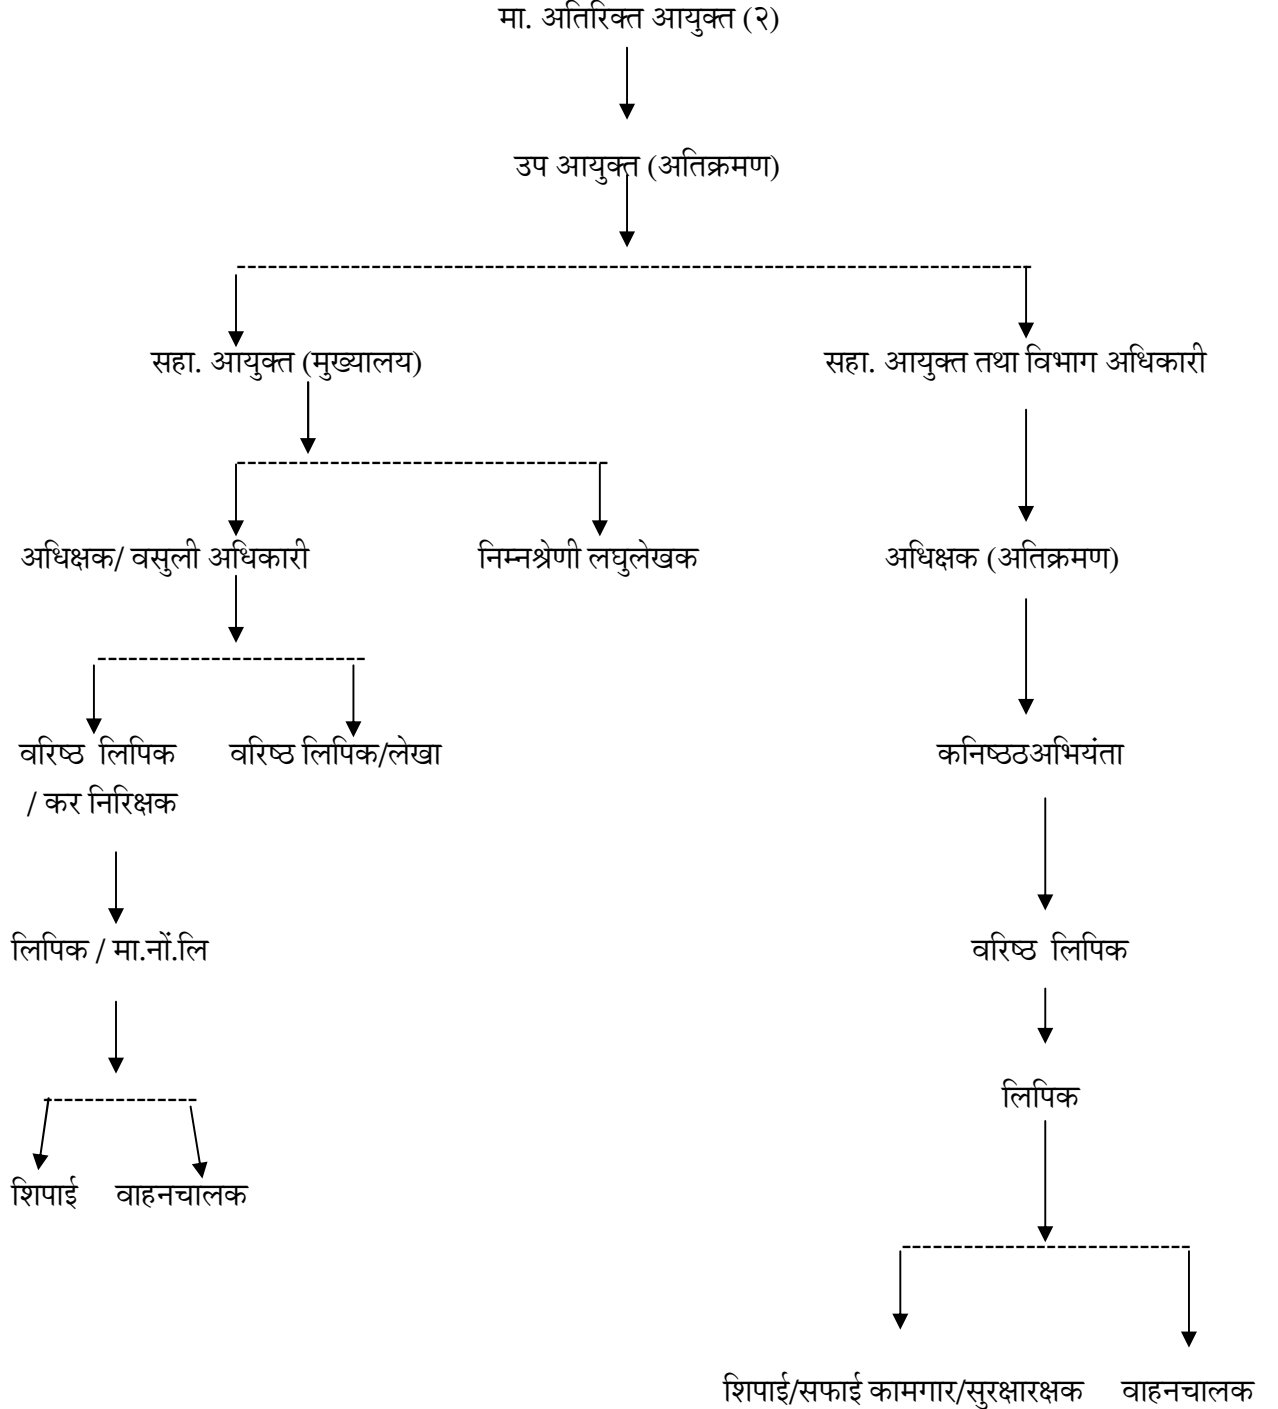 मा. अतिरिक्त आयुक्त (२)
उप आयुक्त (अतिक्रमण)
सहा. आयुक्त (मुख्यालय) सहा. आयुक्त तथा विभाग अधिकारी
अधिक्षक/ वसुली अधिकारी निम्नश्रेणी लघुलेखक अधिक्षक (अतिक्रमण)
वरिष्ठ लिपिक वरिष्ठ लिपिक/लेखा कनिष्ठठअभियंता
/ कर निरिक्षक
लिपिक / मा.नों.लि वरिष्ठ लिपिक
लिपिक
शिपाई वाहनचालक
शिपाई/सफाई कामगार/सुरक्षारक्षक वाहनचालक